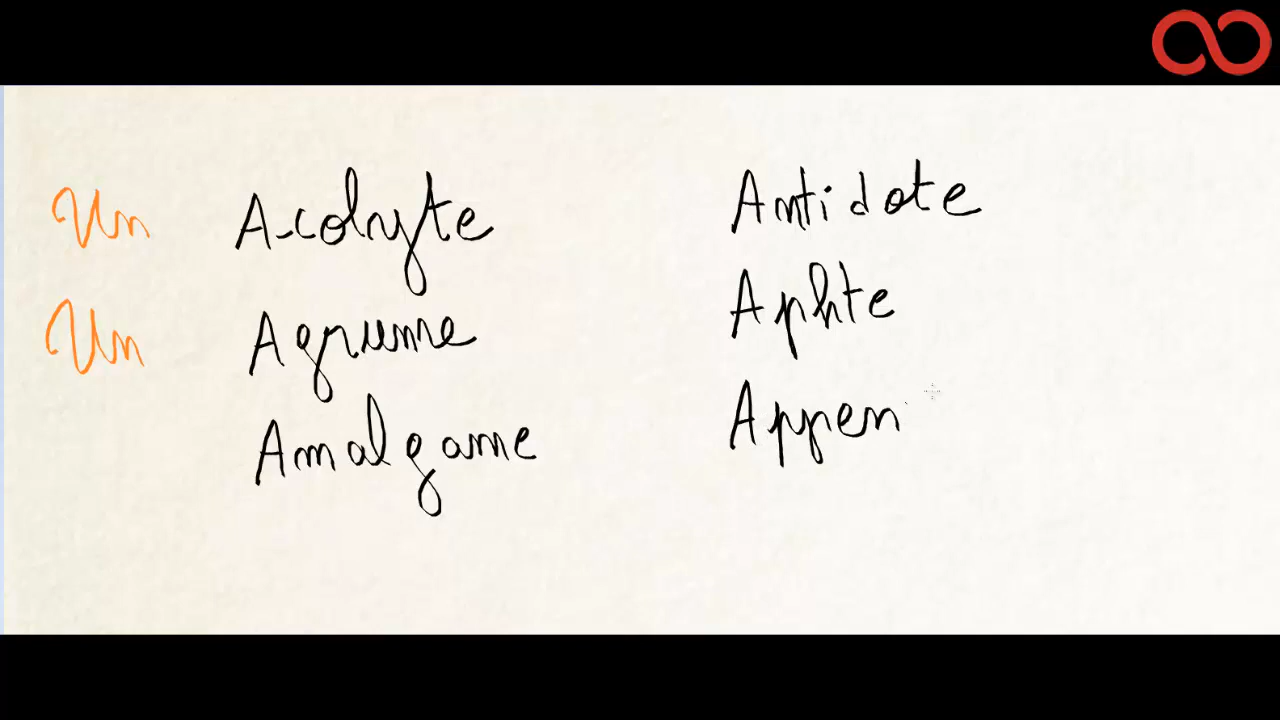 Un Acolyte
Un Agrume
Amalgame
Antidote
Aphte
Appen